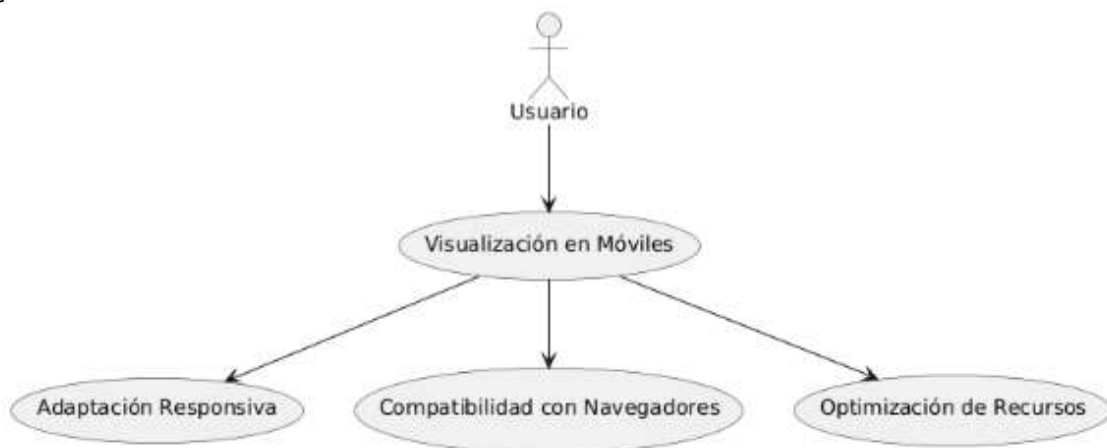 Usuario
Visualización en Móviles
Adaptación Responsiva
Compatibilidad con Navegadores
Optimización de Recursos